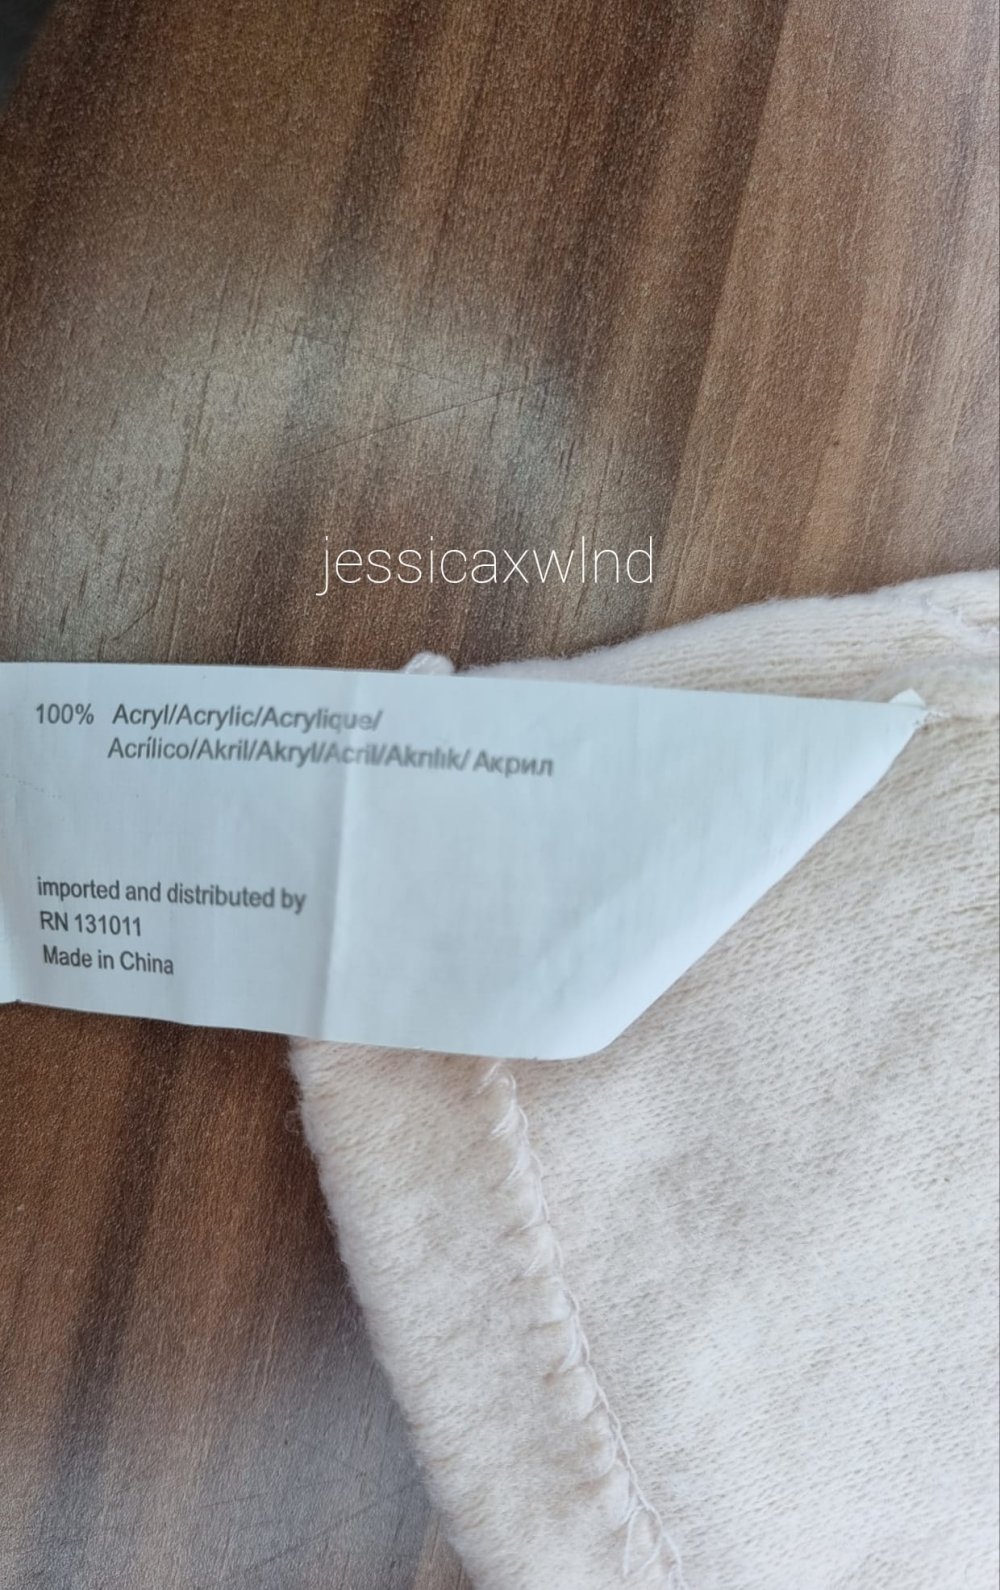 jessicaxwlnd
100% Acryl/Acrylic/Acrylique/
Acrílico/Akril/Akryl/Acril/Akrilik/ Акрил
imported and distributed by
RN 131011
Made in China